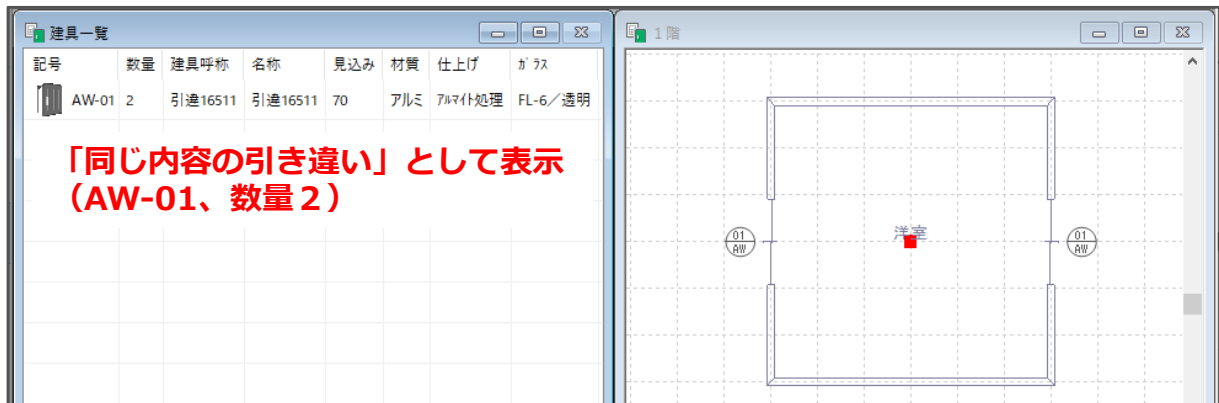 建具一覧
記号 数量 建具呼称 名称 見込み 材質 仕上げ ガラス
AW-01 2 引違16511 引違16511 70 アルミ アルマイト処理 FL-6／透明
「同じ内容の引き違い」として表示
（AW-01、数量２）
1階
洋室
01
AW
01
AW